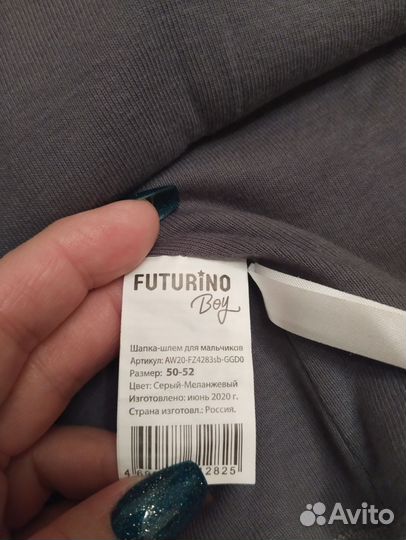 FUTURiNO
Boy
Шапка-шлем для мальчиков
Артикул: AW20-FZ4283sb-GGD0
Размер: 50-52
Цвет: Серый-Меланжевый
Изготовлено: июнь 2020 г.
Страна изготовл.: Россия.
Avito